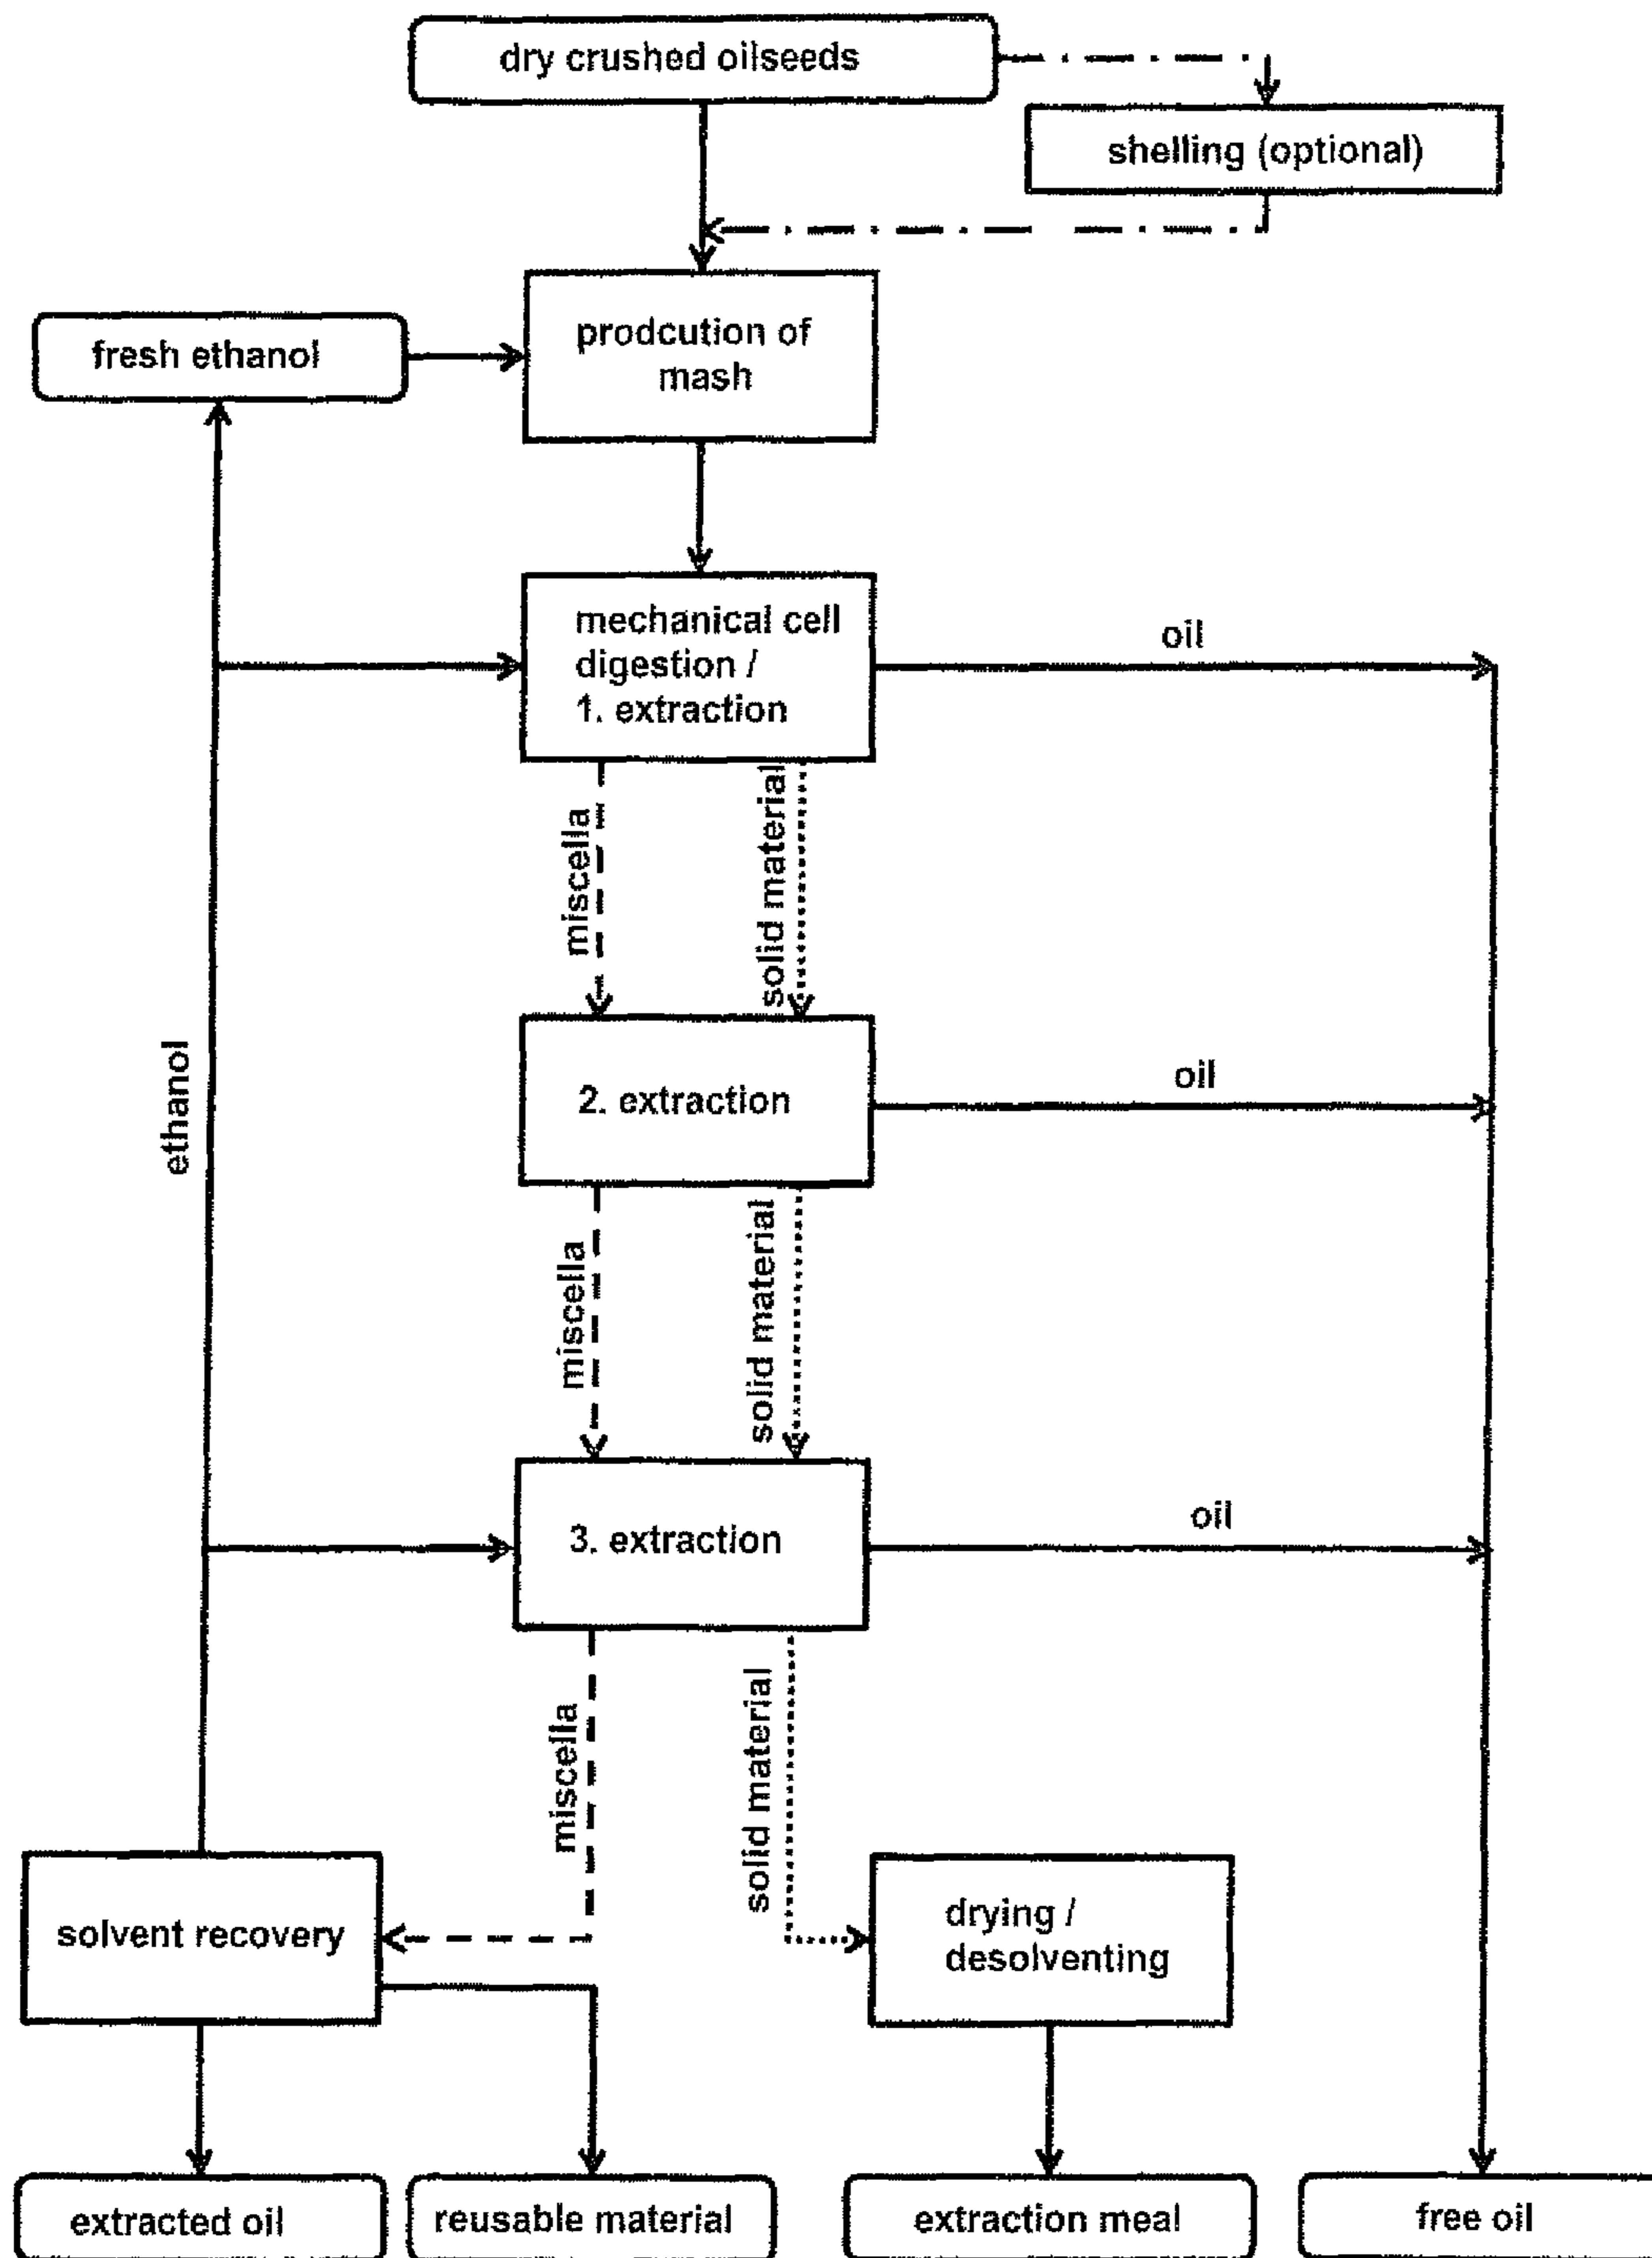 dry crushed oilseeds
shelling (optional)
prodcution of
mash
fresh ethanol
mechanical cell
digestion /
1. extraction
oil
miscella
solid material
2. extraction
oil
ethanol
miscella
solid material
3. extraction
oil
miscella
solid material
solvent recovery
drying /
desolventing
extracted oil
reusable material
extraction meal
free oil